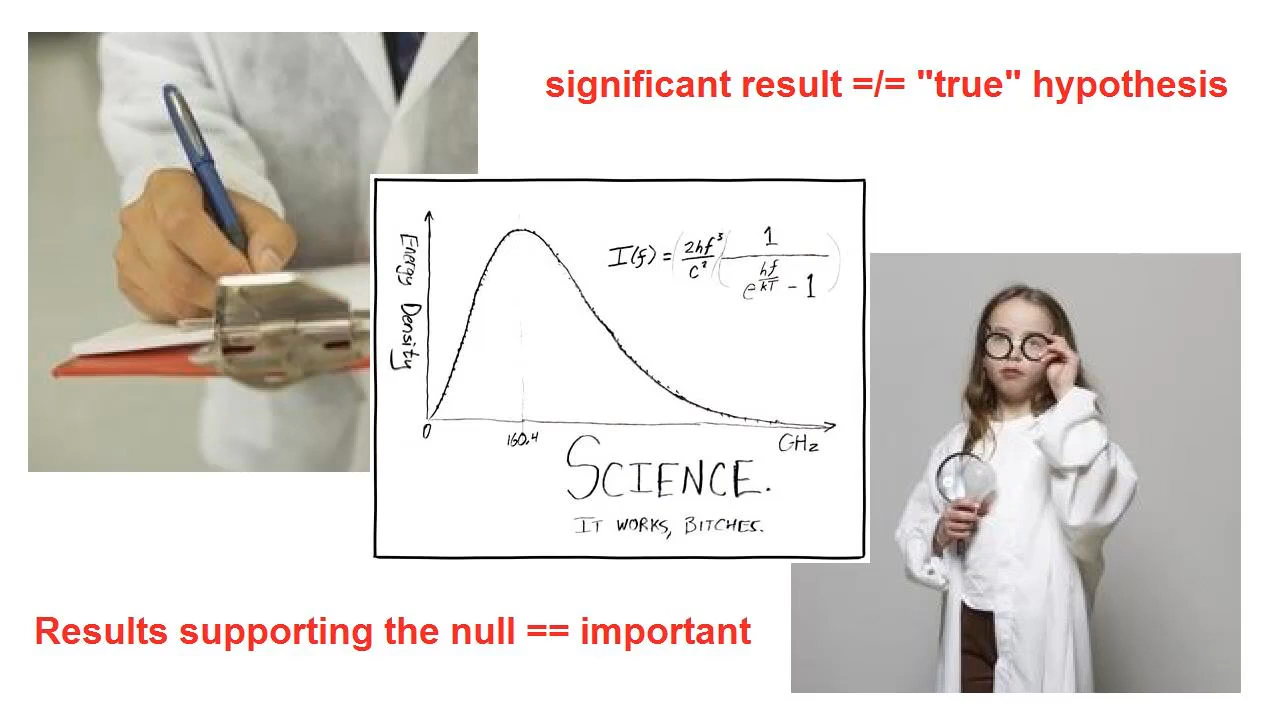 significant result =/= "true" hypothesis
Energy Density
I(f) = (2hf³/c²)(1/(e^(hf/kT) - 1))
0
160.4
GHz
SCIENCE.
IT WORKS, BITCHES.
Results supporting the null == important